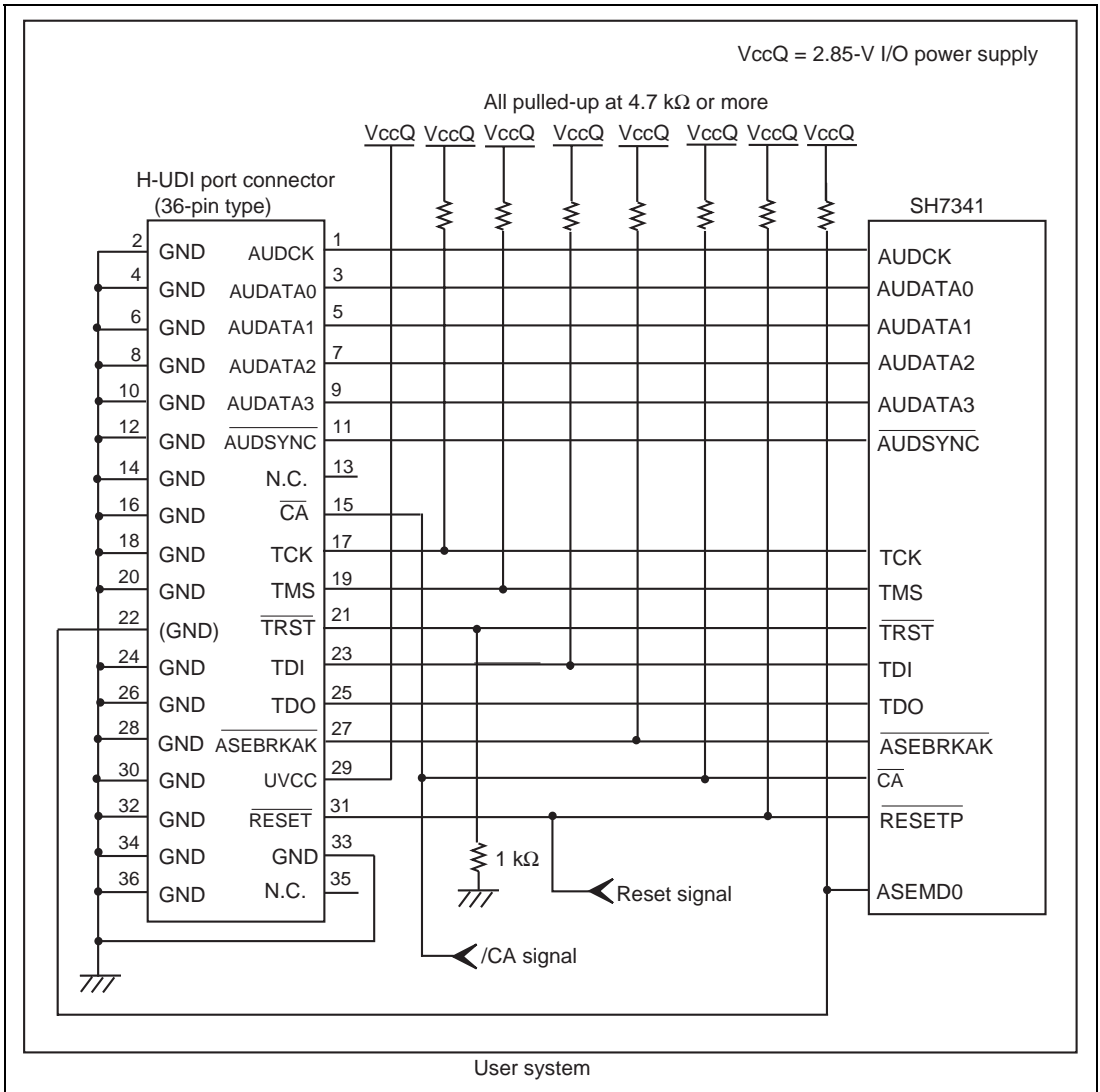 VccQ = 2.85-V I/O power supply
All pulled-up at 4.7 kΩ or more
VccQ VccQ VccQ VccQ VccQ VccQ VccQ VccQ
H-UDI port connector
(36-pin type)
SH7341
2 GND AUDCK 1 AUDCK
4 GND AUDATA0 3 AUDATA0
6 GND AUDATA1 5 AUDATA1
8 GND AUDATA2 7 AUDATA2
10 GND AUDATA3 9 AUDATA3
12 GND AUDSYNC 11 AUDSYNC
14 GND N.C. 13
16 GND CA 15
18 GND TCK 17 TCK
20 GND TMS 19 TMS
22 (GND) TRST 21 TRST
24 GND TDI 23 TDI
26 GND TDO 25 TDO
28 GND ASEBRKAK 27 ASEBRKAK
30 GND UVCC 29 CA
32 GND RESET 31 RESETP
34 GND GND 33
1 kΩ
36 GND N.C. 35
Reset signal
ASEMD0
/CA signal
User system